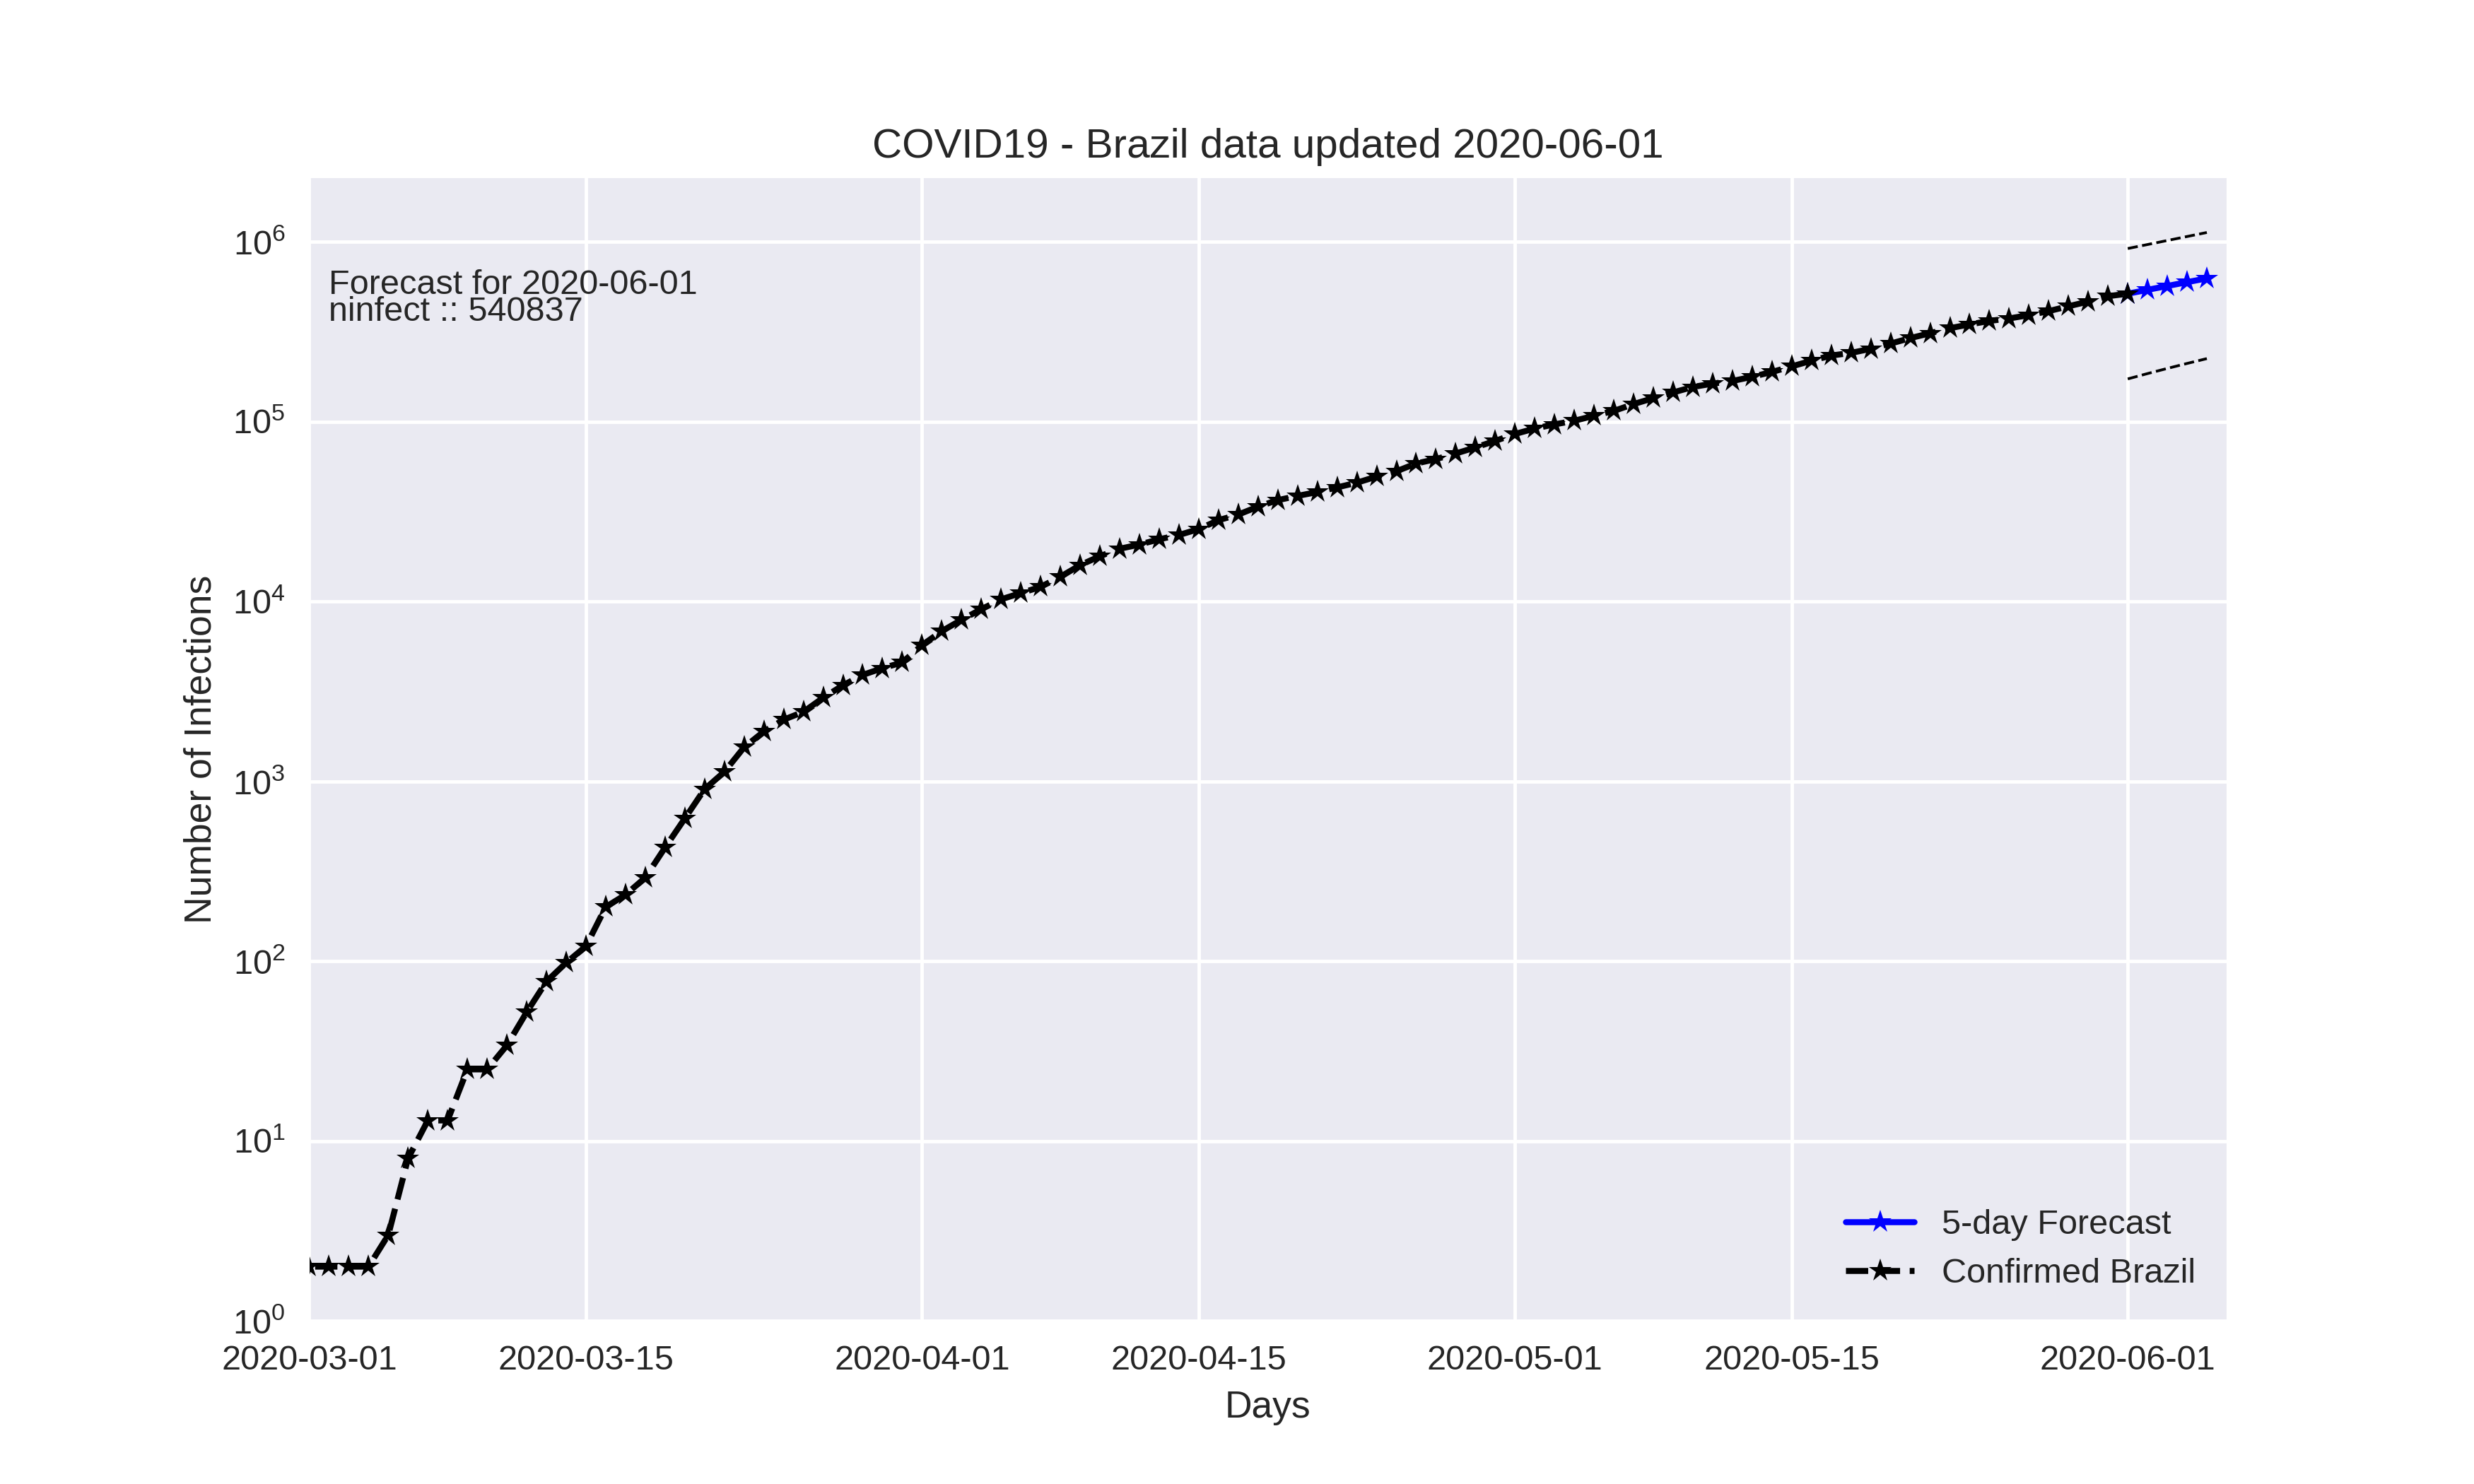 COVID19 - Brazil data updated 2020-06-01
10^6
10^5
10^4
10^3
10^2
10^1
10^0
Number of Infections
Forecast for 2020-06-01
ninfect :: 540837
5-day Forecast
Confirmed Brazil
2020-03-01 2020-03-15 2020-04-01 2020-04-15 2020-05-01 2020-05-15 2020-06-01
Days